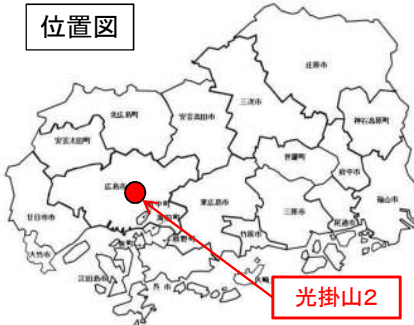 位置図
庄原市
三次市
北広島町
安芸高田市
神石高原町
安芸太田町
世羅町
府中市
広島市
福山市
東広島市
三原市
尾道市
廿日市市
竹原市
熊野町
大竹市
江田島市
呉市
光掛山2